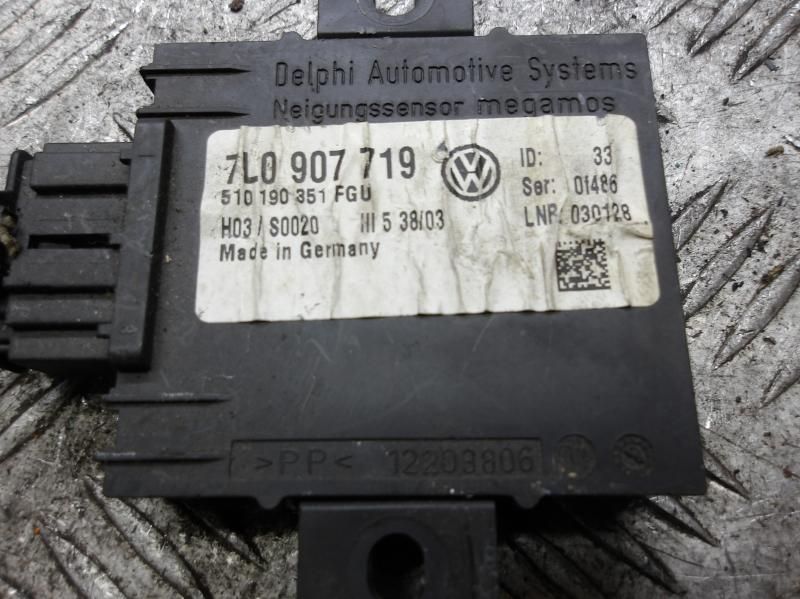 Delphi Automotive Systems
Neigungssensor megamos
7L0 907 719
510 190 351 FGU
H03 / S0020 III 5 38/03
Made in Germany
ID: 33
Ser: 0f486
LNR: 030128
>PP< 12203806